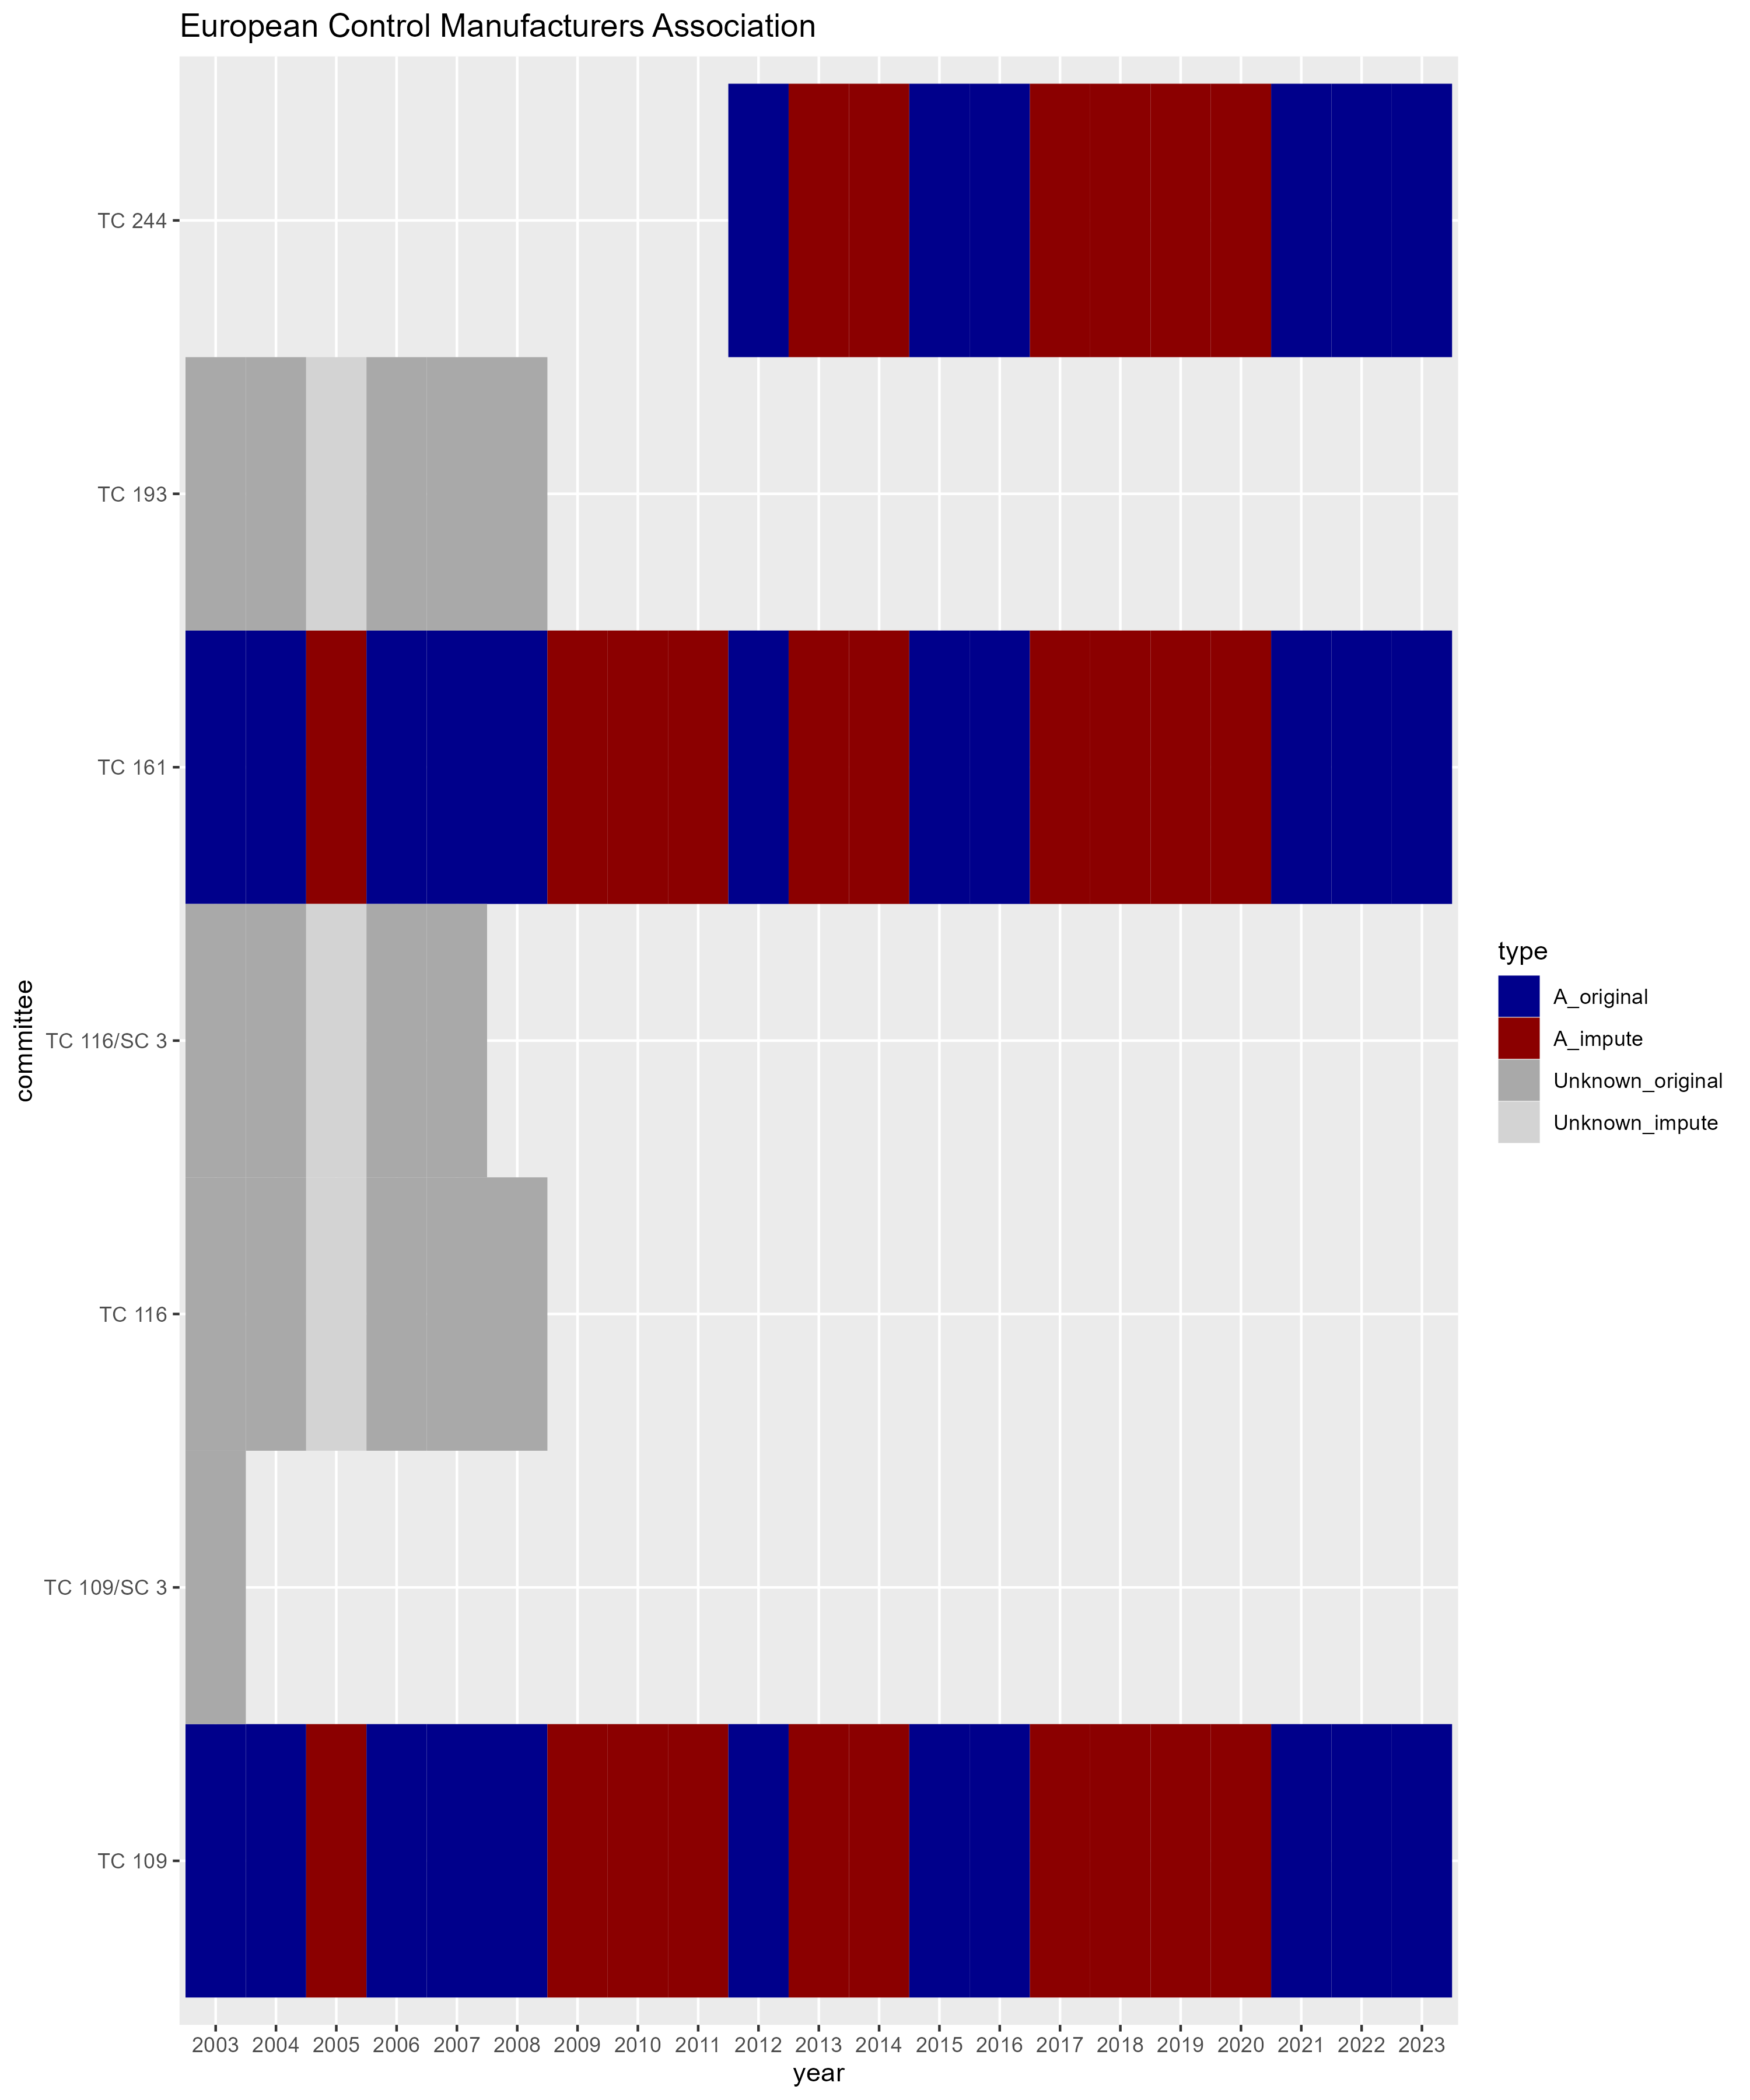 European Control Manufacturers Association
TC 244
TC 193
TC 161
TC 116/SC 3
TC 116
TC 109/SC 3
TC 109
committee
2003 2004 2005 2006 2007 2008 2009 2010 2011 2012 2013 2014 2015 2016 2017 2018 2019 2020 2021 2022 2023
year
type
A_original
A_impute
Unknown_original
Unknown_impute